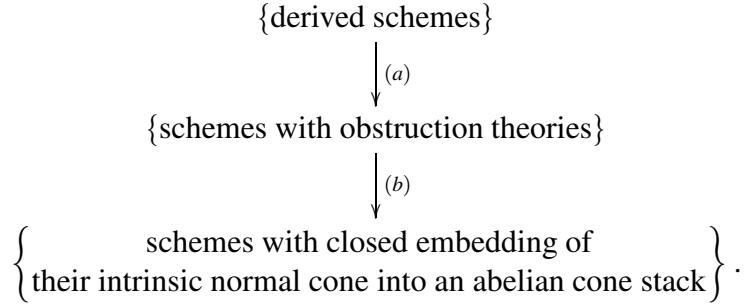 {derived schemes}
(a)
{schemes with obstruction theories}
(b)
{schemes with closed embedding of
their intrinsic normal cone into an abelian cone stack}.